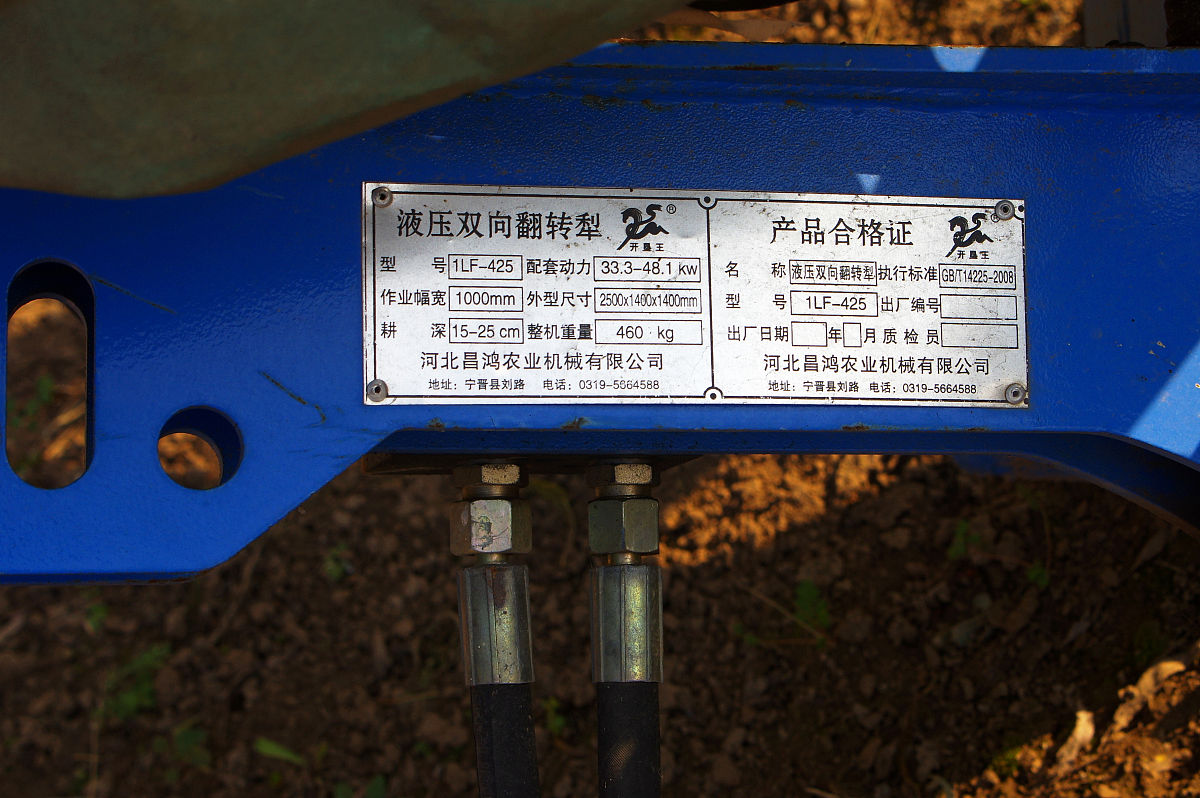 液压双向翻转犁 ®
开垦王
型 号 1LF-425 配套动力 33.3-48.1 kw
作业幅宽 1000mm 外型尺寸 2500x1400x1400mm
耕 深 15-25 cm 整机重量 460 kg
河北昌鸿农业机械有限公司
地址：宁晋县刘路 电话：0319-5664588
产品合格证 ®
开垦王
名 称 液压双向翻转犁 执行标准 GB/T14225-2008
型 号 1LF-425 出厂编号
出厂日期 年 月 质检员
河北昌鸿农业机械有限公司
地址：宁晋县刘路 电话：0319-5664588